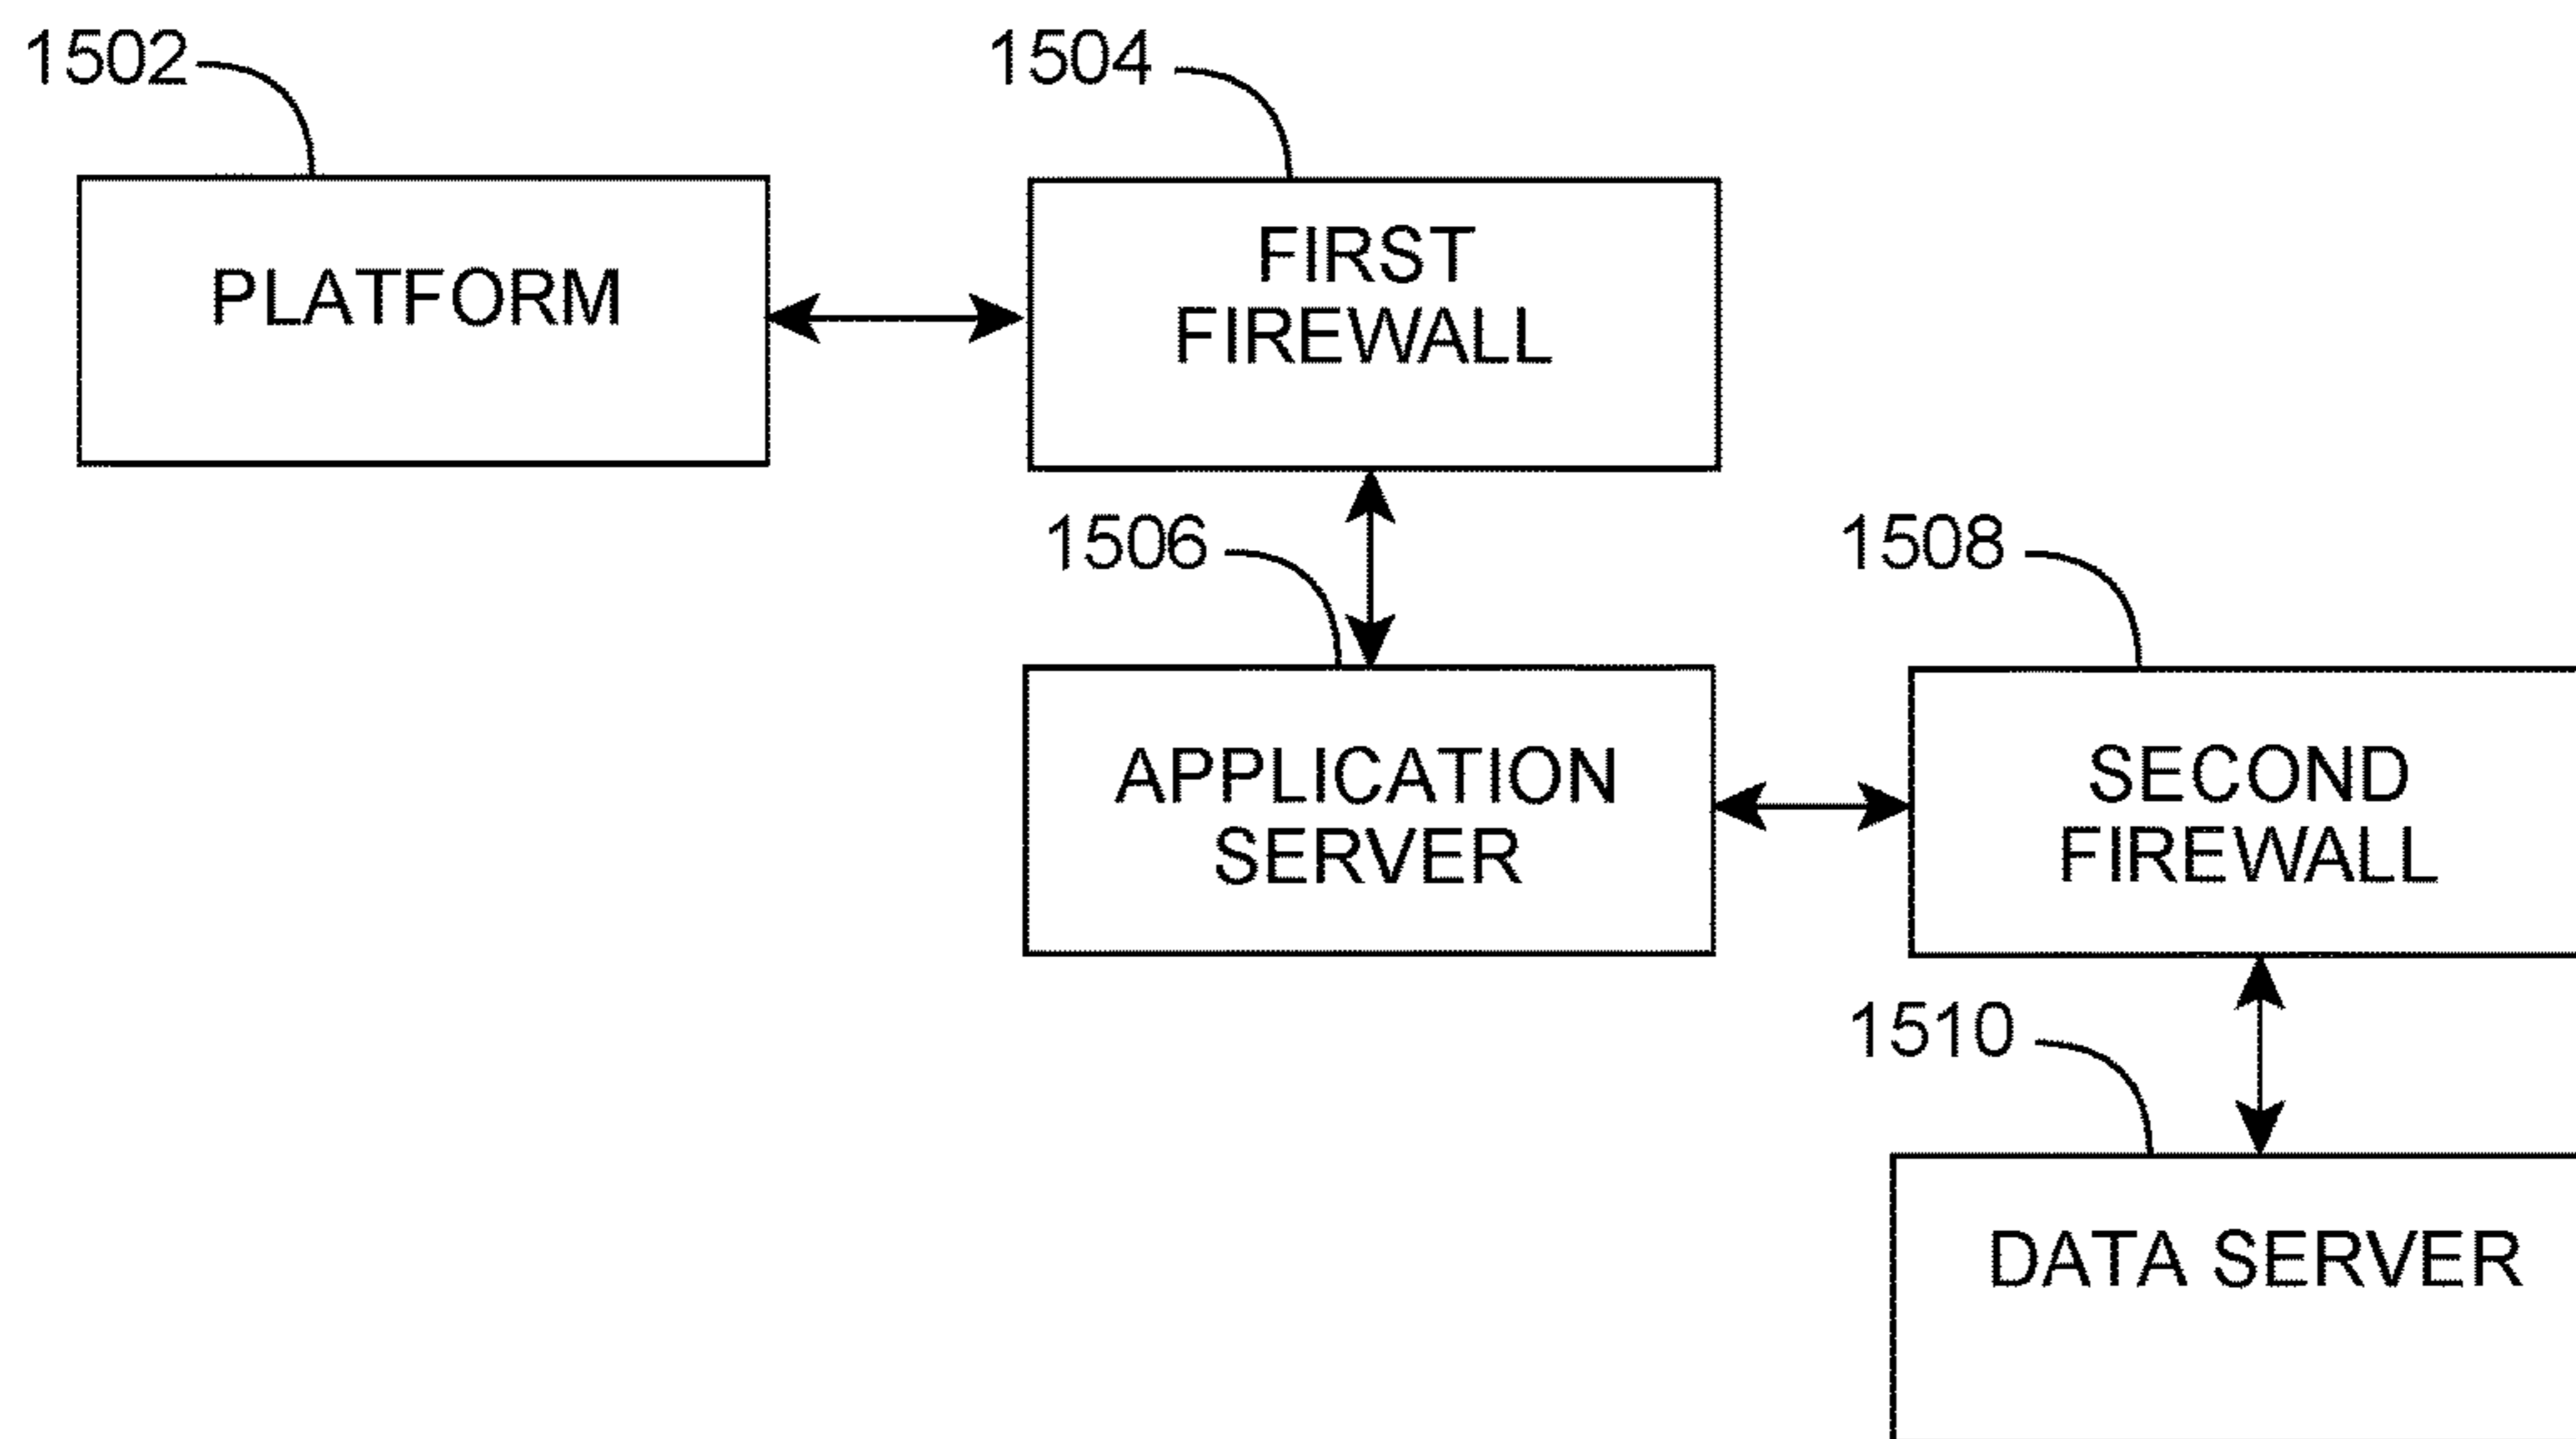 1502
1504
PLATFORM
FIRST
FIREWALL
1506
1508
APPLICATION
SERVER
SECOND
FIREWALL
1510
DATA SERVER